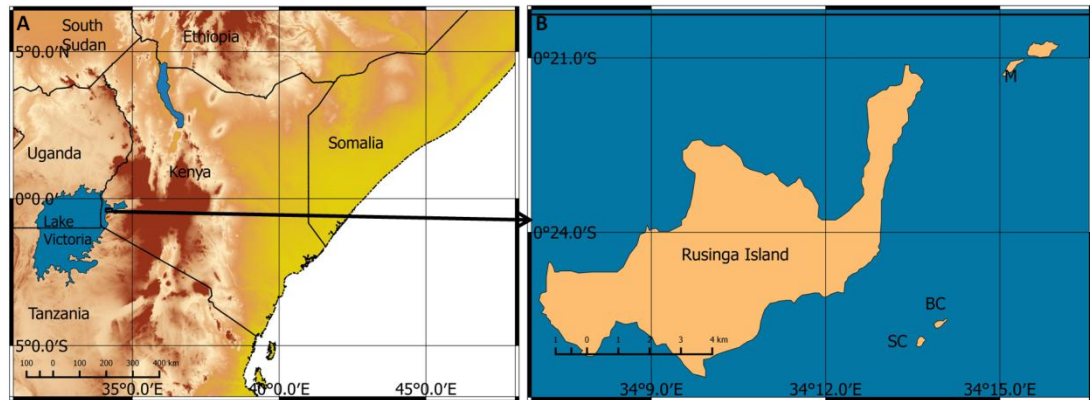 A
South
Sudan
Ethiopia
5°0.0′N
Uganda
Kenya
Somalia
0°0.0′
Lake
Victoria
Tanzania
5°0.0′S
100 0 100 200 300 400 km
35°0.0′E
40°0.0′E
45°0.0′E
B
0°21.0′S
M
0°24.0′S
Rusinga Island
BC
SC
1 0 1 2 3 4 km
34°9.0′E
34°12.0′E
34°15.0′E